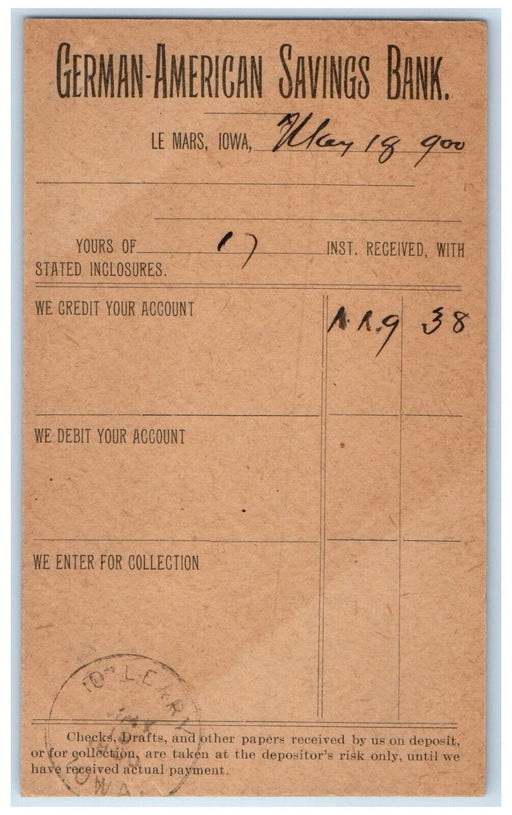 GERMAN-AMERICAN SAVINGS BANK.
LE MARS, IOWA, May 18 900
YOURS OF 17 INST. RECEIVED, WITH
STATED INCLOSURES.
WE CREDIT YOUR ACCOUNT 38
WE DEBIT YOUR ACCOUNT
WE ENTER FOR COLLECTION
Checks, Drafts, and other papers received by us on deposit,
or for collection, are taken at the depositor's risk only, until we
have received actual payment.
IOWA